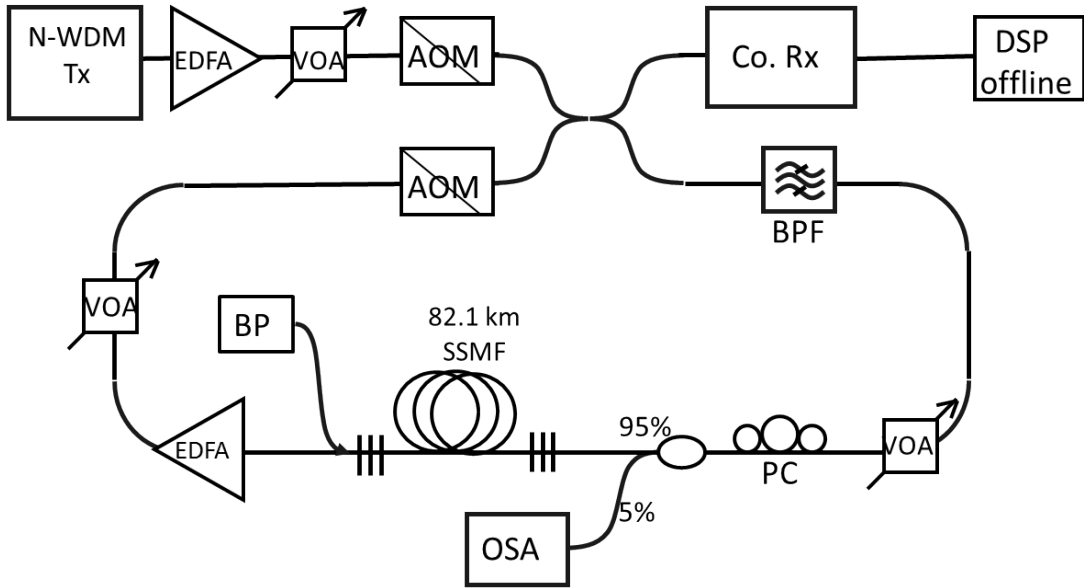 N-WDM
Tx
EDFA
VOA
AOM
Co. Rx
DSP
offline
AOM
BPF
VOA
BP
82.1 km
SSMF
EDFA
95%
5%
OSA
PC
VOA